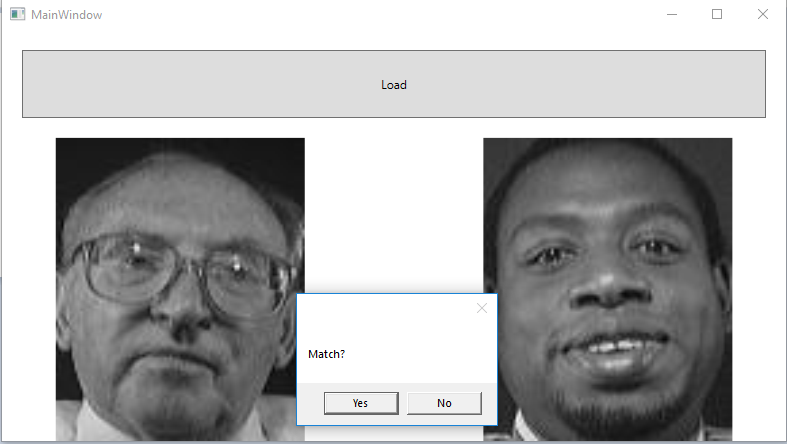 MainWindow
Load
Match?
Yes
No